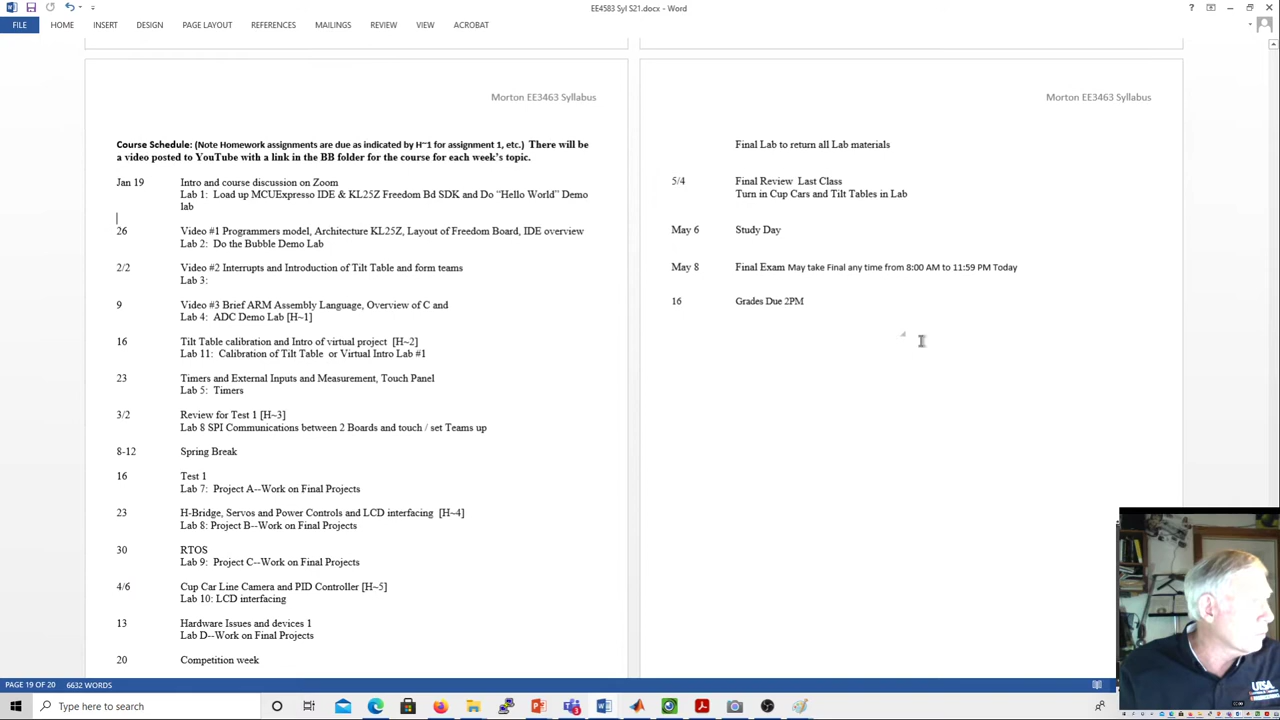 EE4583 Syl S21.docx - Word
FILE HOME INSERT DESIGN PAGE LAYOUT REFERENCES MAILINGS REVIEW VIEW ACROBAT
Morton EE3463 Syllabus
Course Schedule: (Note Homework assignments are due as indicated by H~1 for assignment 1, etc.) There will be
a video posted to YouTube with a link in the BB folder for the course for each week's topic.
Jan 19 Intro and course discussion on Zoom
Lab 1: Load up MCUExpresso IDE & KL25Z Freedom Bd SDK and Do "Hello World" Demo
lab
26 Video #1 Programmers model, Architecture KL25Z, Layout of Freedom Board, IDE overview
Lab 2: Do the Bubble Demo Lab
2/2 Video #2 Interrupts and Introduction of Tilt Table and form teams
Lab 3:
9 Video #3 Brief ARM Assembly Language, Overview of C and
Lab 4: ADC Demo Lab [H~1]
16 Tilt Table calibration and Intro of virtual project [H~2]
Lab 11: Calibration of Tilt Table or Virtual Intro Lab #1
23 Timers and External Inputs and Measurement, Touch Panel
Lab 5: Timers
3/2 Review for Test 1 [H~3]
Lab 8 SPI Communications between 2 Boards and touch / set Teams up
8-12 Spring Break
16 Test 1
Lab 7: Project A--Work on Final Projects
23 H-Bridge, Servos and Power Controls and LCD interfacing [H~4]
Lab 8: Project B--Work on Final Projects
30 RTOS
Lab 9: Project C--Work on Final Projects
4/6 Cup Car Line Camera and PID Controller [H~5]
Lab 10: LCD interfacing
13 Hardware Issues and devices 1
Lab D--Work on Final Projects
20 Competition week
Morton EE3463 Syllabus
Final Lab to return all Lab materials
5/4 Final Review Last Class
Turn in Cup Cars and Tilt Tables in Lab
May 6 Study Day
May 8 Final Exam May take Final any time from 8:00 AM to 11:59 PM Today
16 Grades Due 2PM
UTSA
PAGE 19 OF 20 6632 WORDS
Type here to search